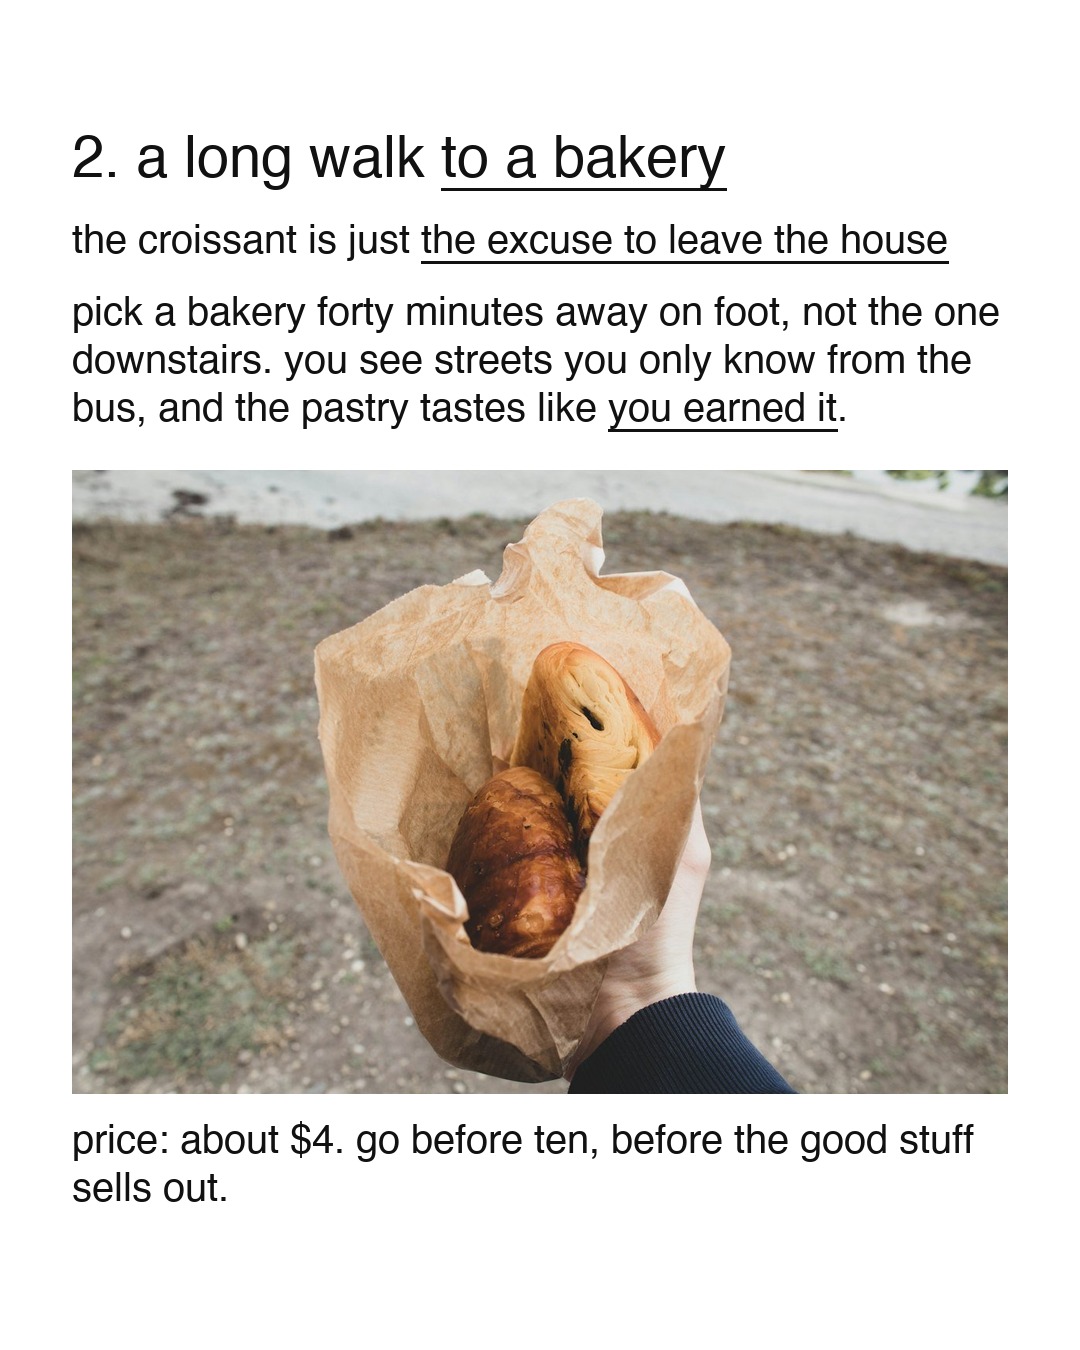 2. a long walk to a bakery
the croissant is just the excuse to leave the house
pick a bakery forty minutes away on foot, not the one
downstairs. you see streets you only know from the
bus, and the pastry tastes like you earned it.
price: about $4. go before ten, before the good stuff
sells out.